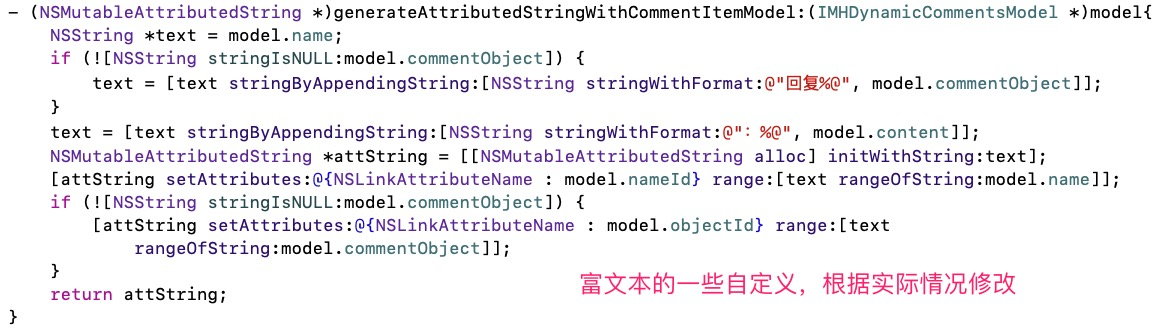 - (NSMutableAttributedString *)generateAttributedStringWithCommentItemModel:(IMHDynamicCommentsModel *)model{
    NSString *text = model.name;
    if (![NSString stringIsNULL:model.commentObject]) {
        text = [text stringByAppendingString:[NSString stringWithFormat:@"回复%@", model.commentObject]];
    }
    text = [text stringByAppendingString:[NSString stringWithFormat:@"：%@", model.content]];
    NSMutableAttributedString *attString = [[NSMutableAttributedString alloc] initWithString:text];
    [attString setAttributes:@{NSLinkAttributeName : model.nameId} range:[text rangeOfString:model.name]];
    if (![NSString stringIsNULL:model.commentObject]) {
        [attString setAttributes:@{NSLinkAttributeName : model.objectId} range:[text
            rangeOfString:model.commentObject]];
    }
    return attString;
}
富文本的一些自定义，根据实际情况修改